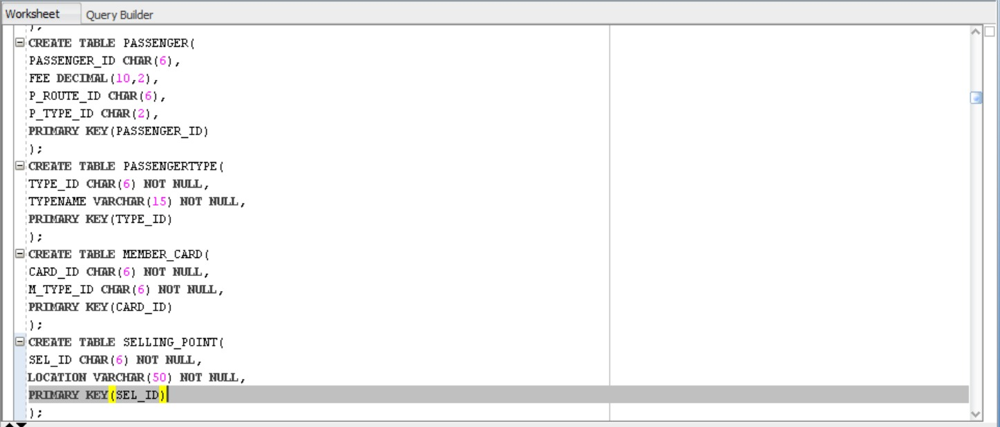 Worksheet Query Builder
);
CREATE TABLE PASSENGER(
PASSENGER_ID CHAR(6),
FEE DECIMAL(10,2),
P_ROUTE_ID CHAR(6),
P_TYPE_ID CHAR(2),
PRIMARY KEY(PASSENGER_ID)
);
CREATE TABLE PASSENGERTYPE(
TYPE_ID CHAR(6) NOT NULL,
TYPENAME VARCHAR(15) NOT NULL,
PRIMARY KEY(TYPE_ID)
);
CREATE TABLE MEMBER_CARD(
CARD_ID CHAR(6) NOT NULL,
M_TYPE_ID CHAR(6) NOT NULL,
PRIMARY KEY(CARD_ID)
);
CREATE TABLE SELLING_POINT(
SEL_ID CHAR(6) NOT NULL,
LOCATION VARCHAR(50) NOT NULL,
PRIMARY KEY(SEL_ID)
);